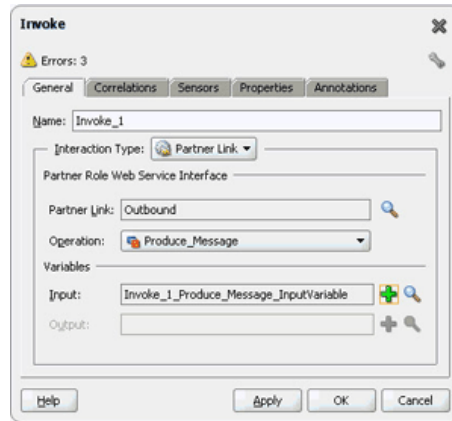 Invoke
Errors: 3
General Correlations Sensors Properties Annotations
Name: Invoke_1
Interaction Type: Partner Link
Partner Role Web Service Interface
Partner Link: Outbound
Operation: Produce_Message
Variables
Input: Invoke_1_Produce_Message_InputVariable
Output:
Help Apply OK Cancel